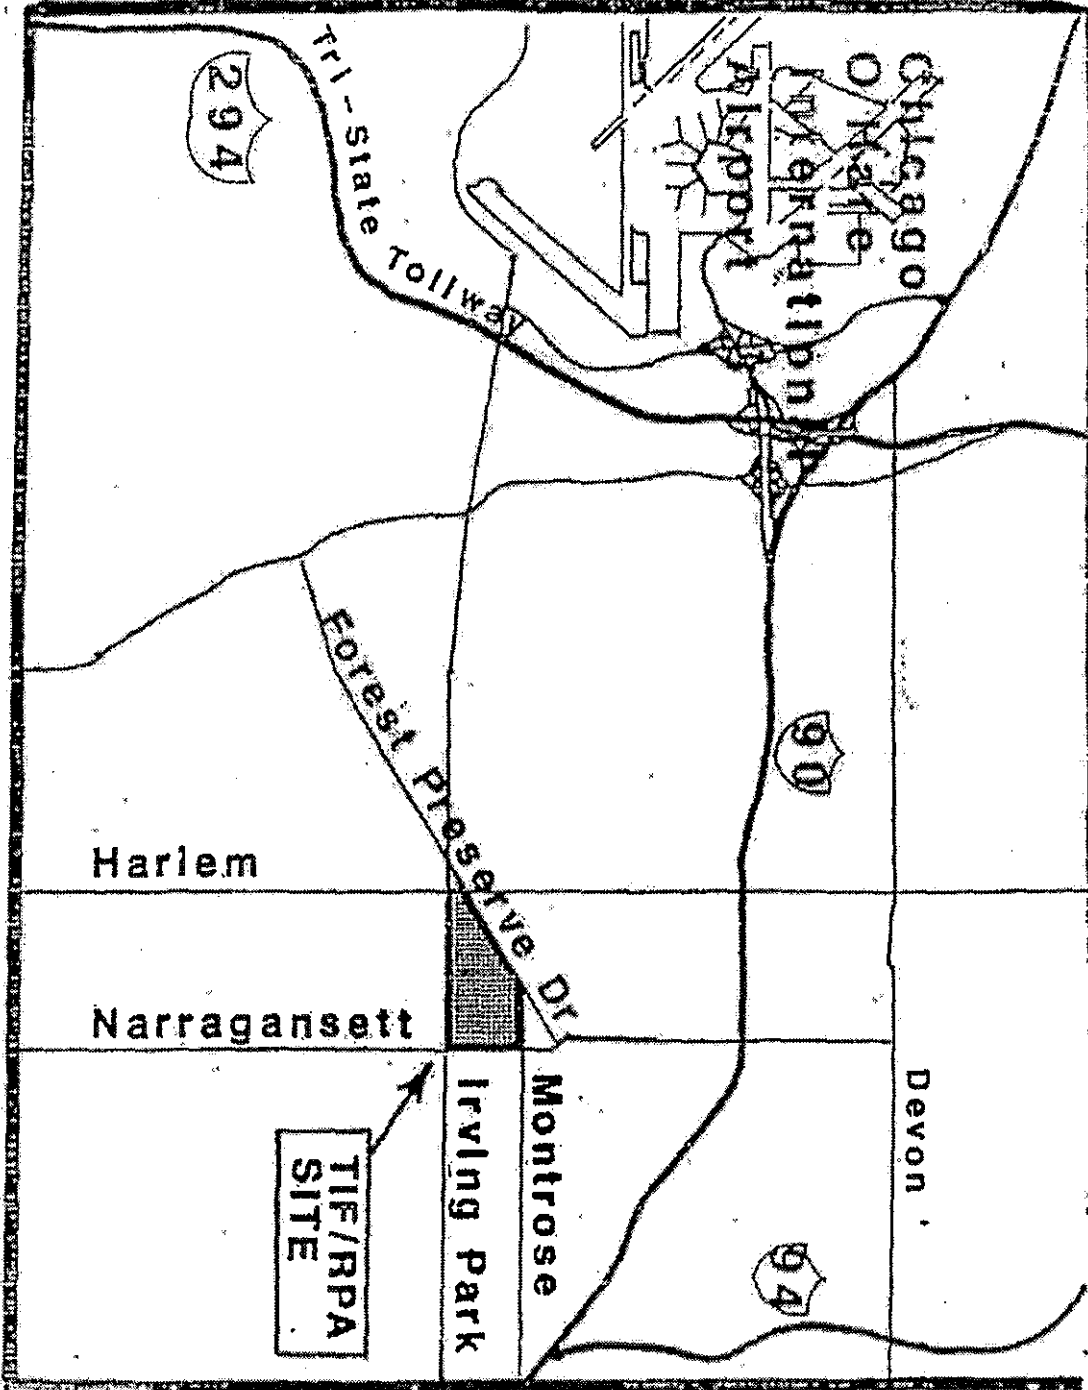 Chicago
O'Hare
International
Airport
Tri-State Tollway
294
90
94
Devon
Forest Preserve Dr
Harlem
Narragansett
Montrose
Irving Park
TIF/RPA
SITE